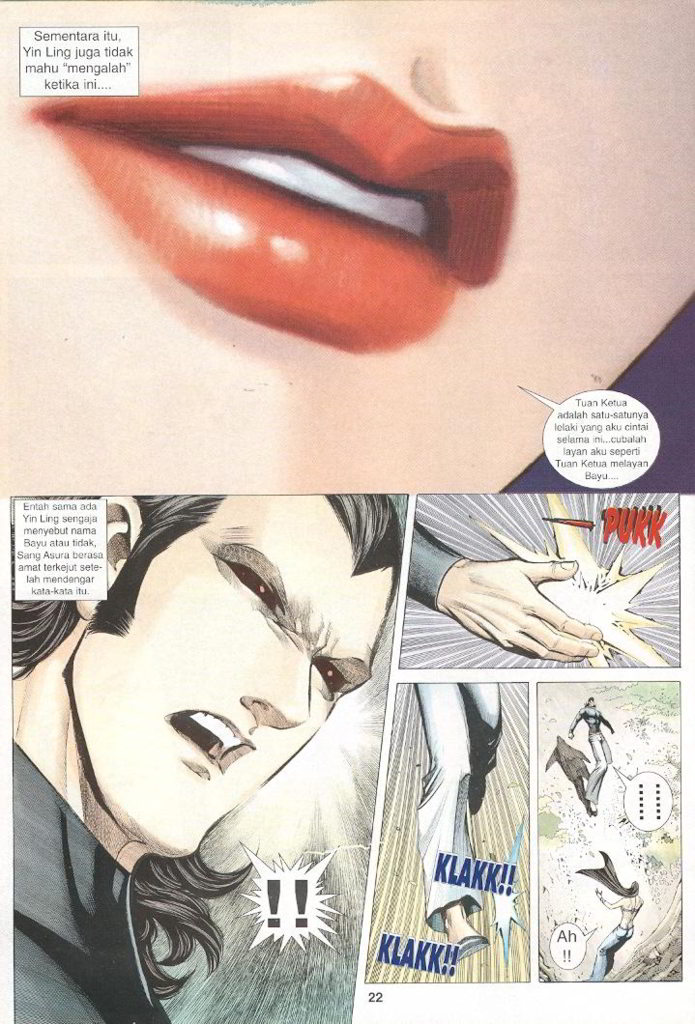 Sementara itu,
Yin Ling juga tidak
mahu “mengalah”
ketika ini....
Tuan Ketua
adalah satu-satunya
lelaki yang aku cintai
selama ini...cubalah
layan aku seperti
Tuan Ketua melayan
Bayu....
Entah sama ada
Yin Ling sengaja
menyebut nama
Bayu atau tidak,
Sang Asura berasa
amat terkejut sete-
lah mendengar
kata-kata itu.
!!
PUKK
KLAKK!!
KLAKK!!
......
Ah
!!
22